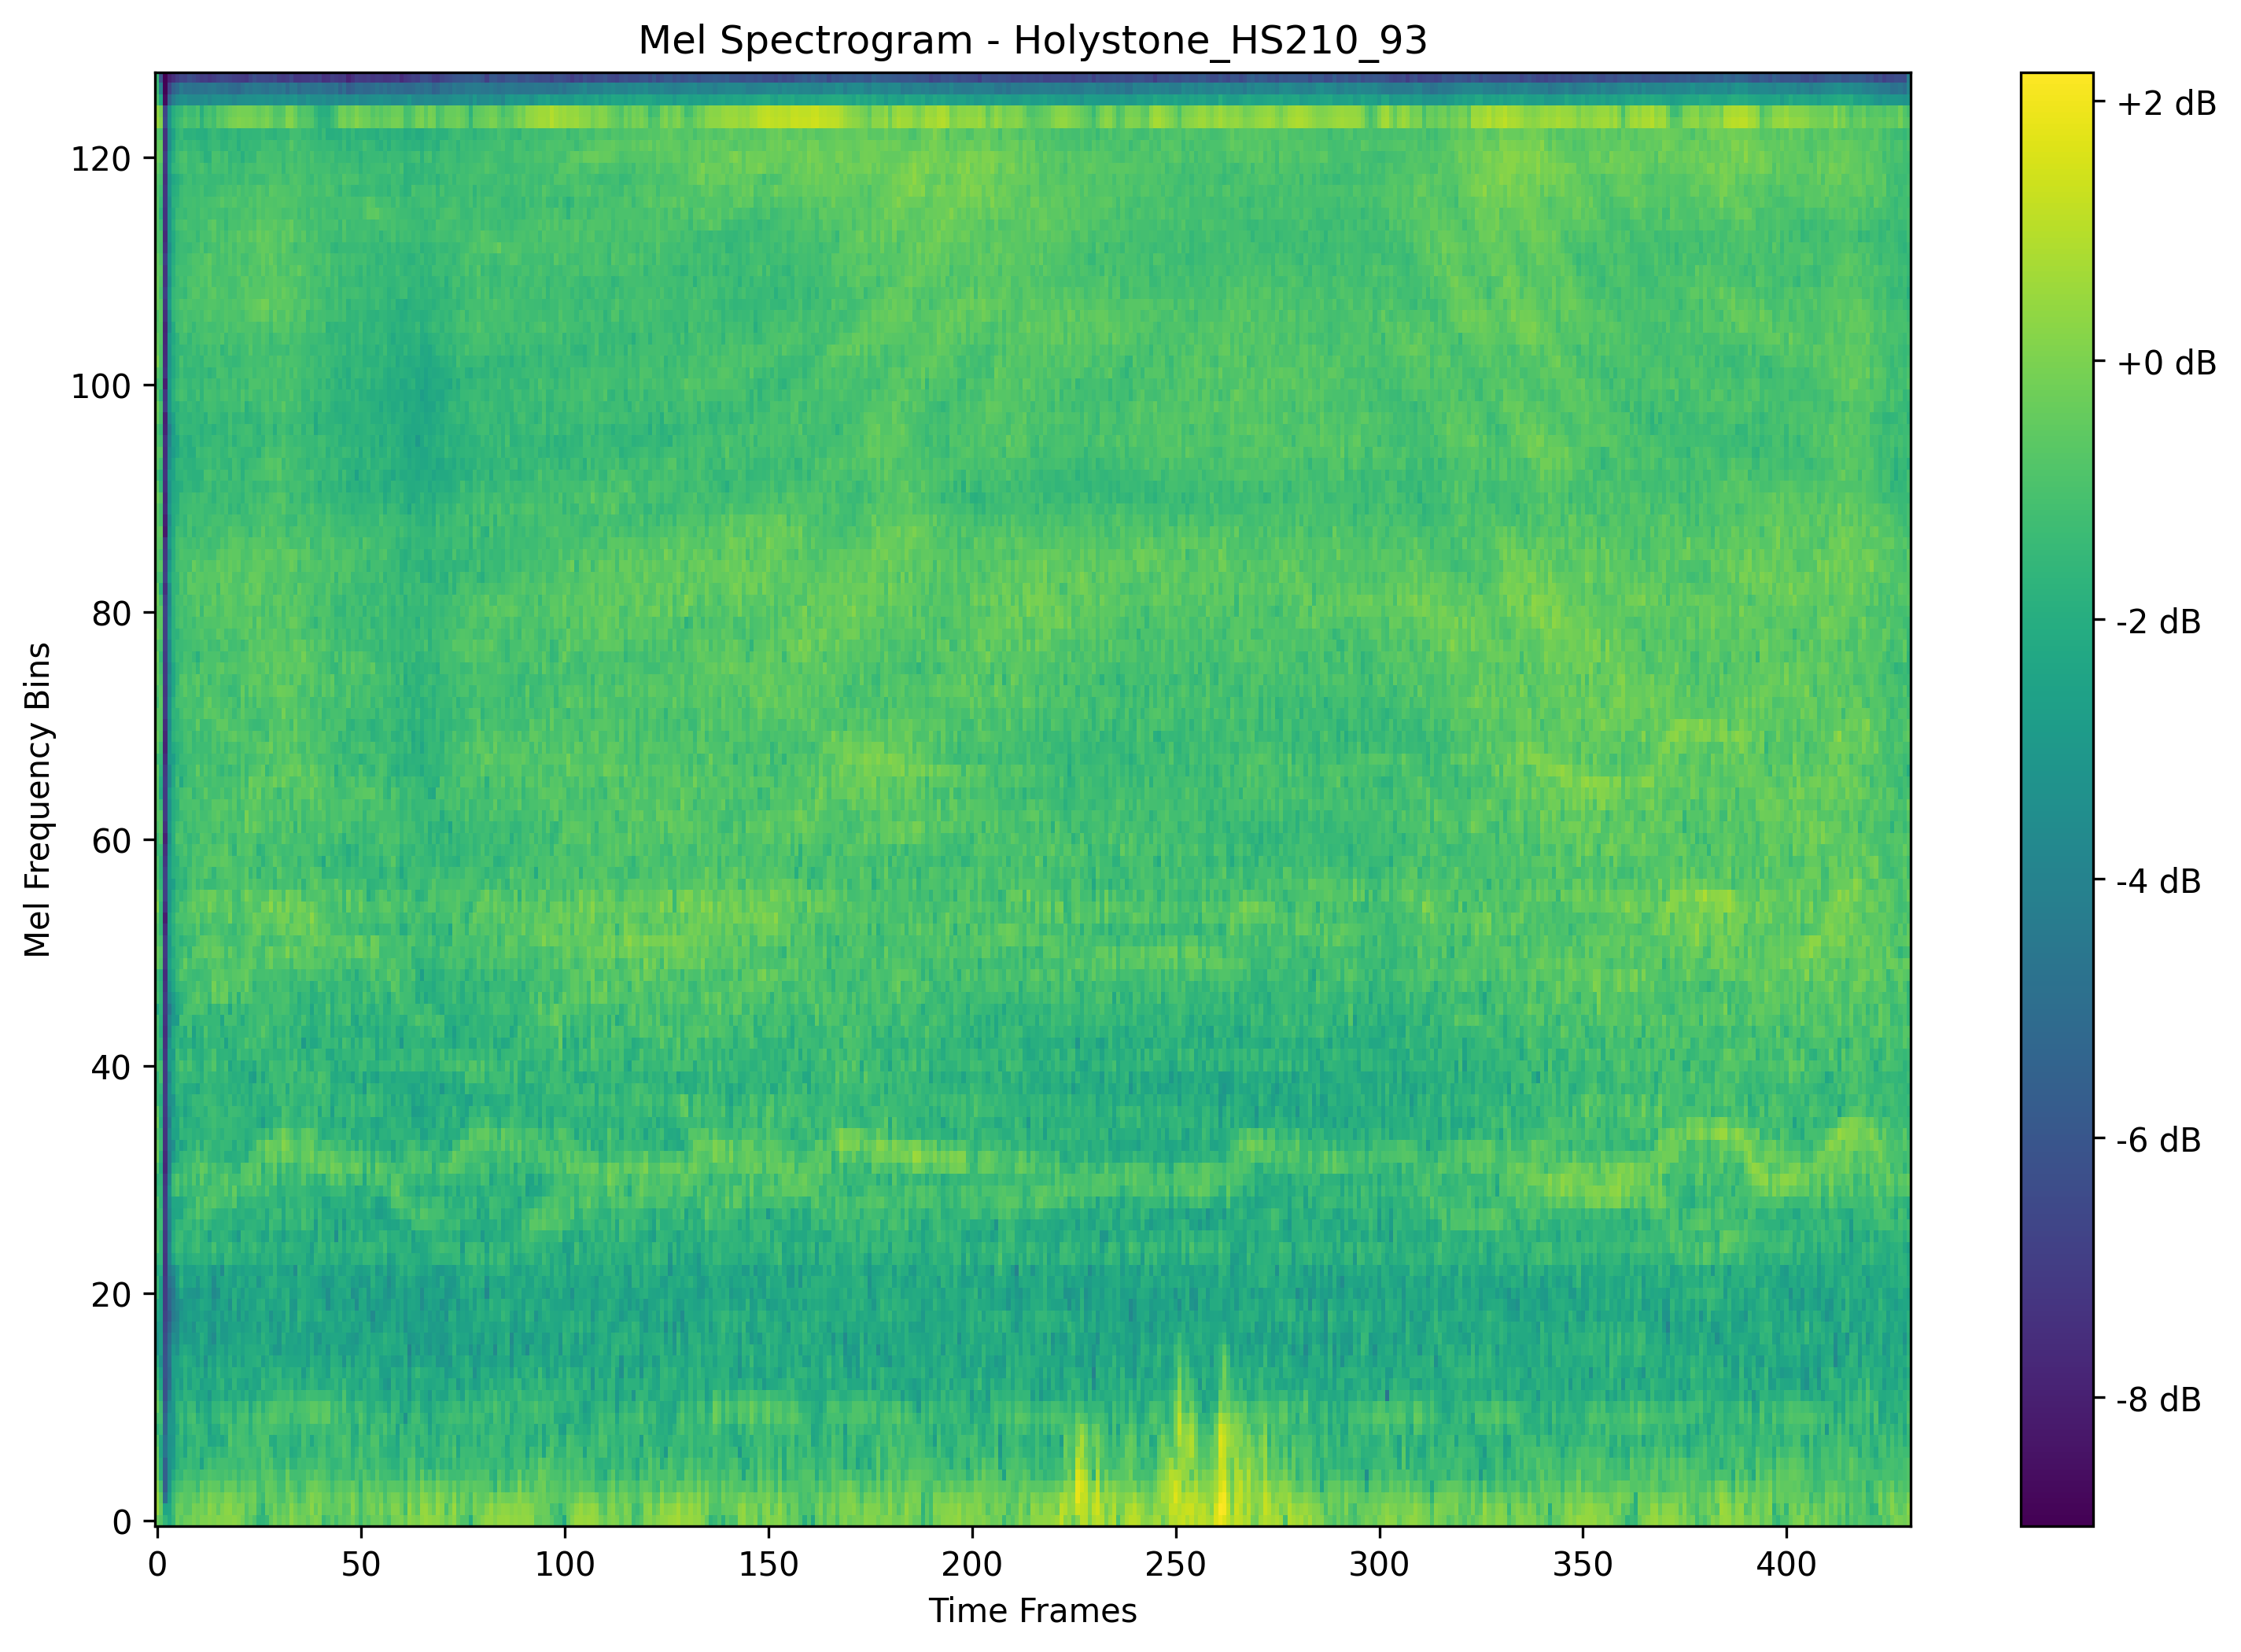 Mel Spectrogram - Holystone_HS210_93
Mel Frequency Bins
120
100
80
60
40
20
0
0 50 100 150 200 250 300 350 400
Time Frames
+2 dB
+0 dB
-2 dB
-4 dB
-6 dB
-8 dB